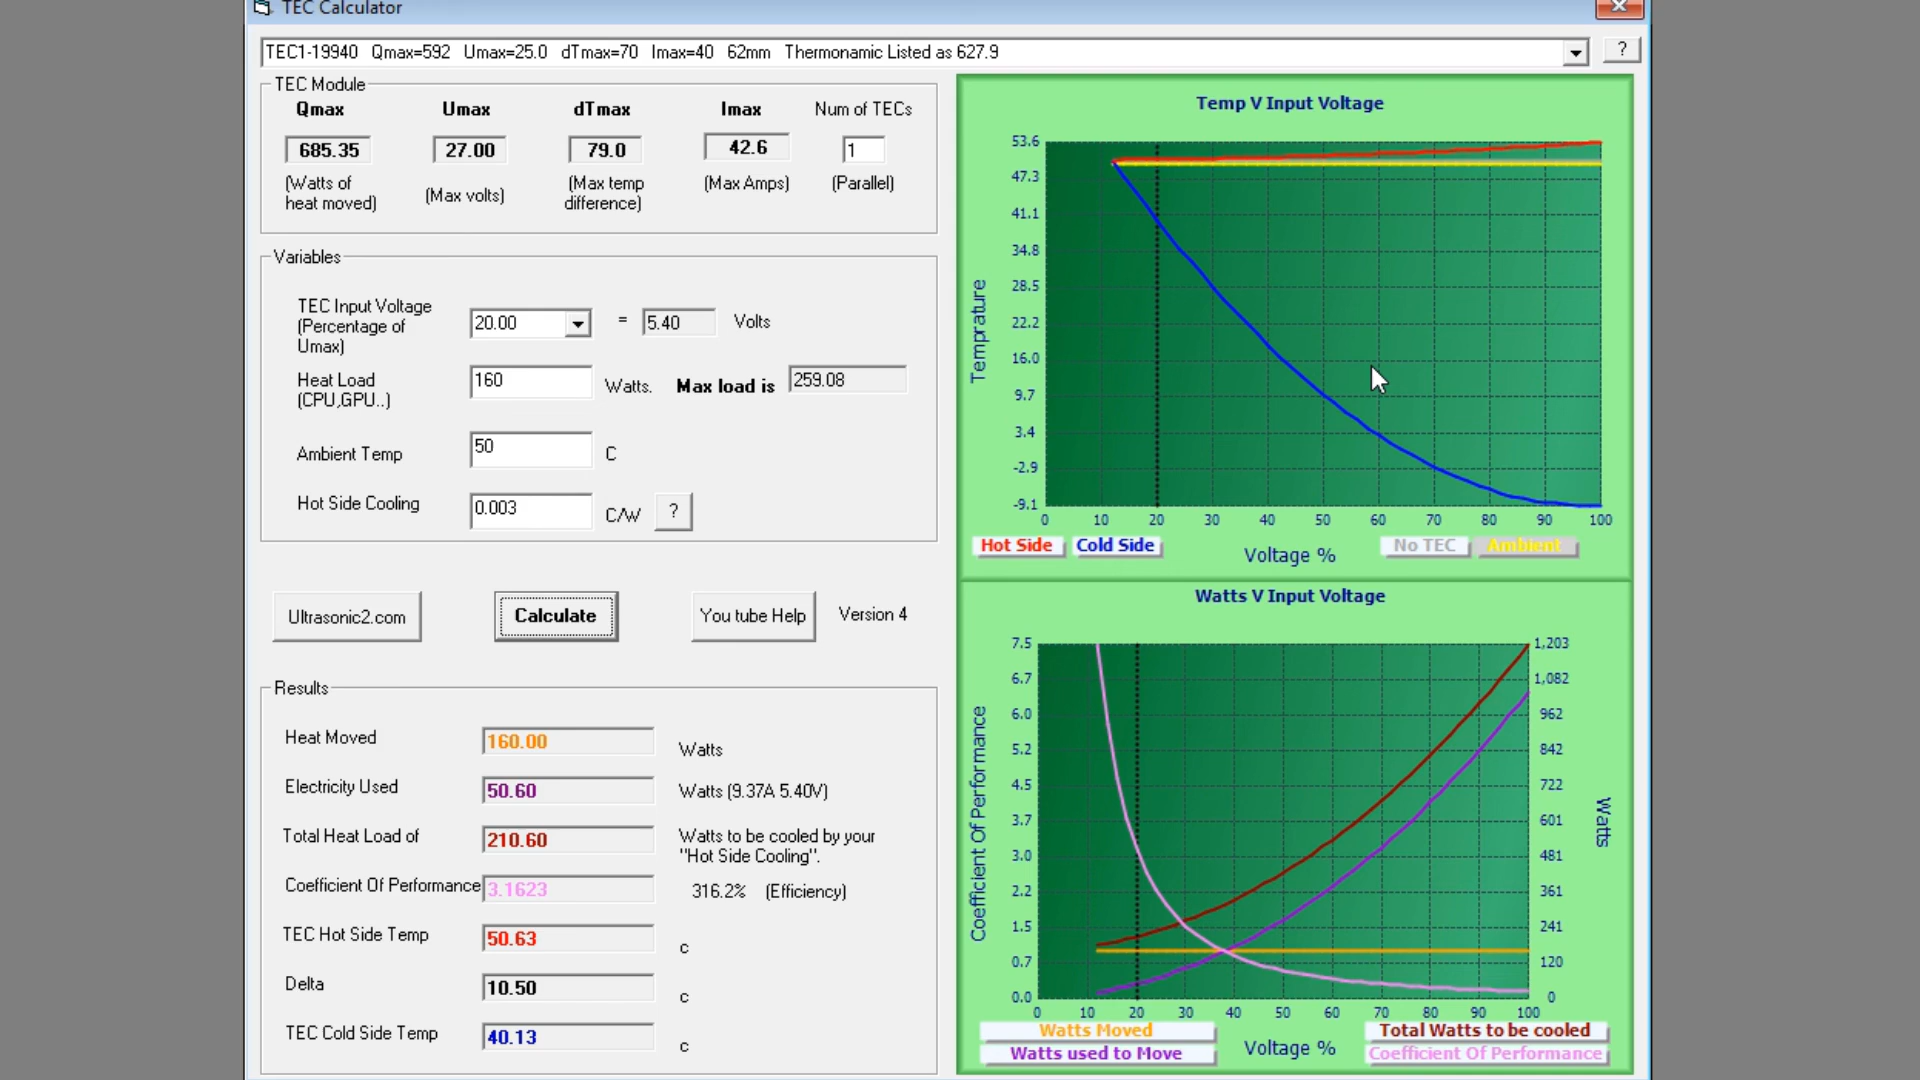 TEC Calculator
TEC1-19940 Qmax=592 Umax=25.0 dTmax=70 Imax=40 62mm Thermonamic Listed as 627.9
?
TEC Module
Qmax Umax dTmax Imax Num of TECs
685.35 27.00 79.0 42.6 1
(Watts of heat moved) (Max volts) (Max temp difference) (Max Amps) (Parallel)
Variables
TEC Input Voltage
(Percentage of
Umax)
20.00 = 5.40 Volts
Heat Load
(CPU,GPU..)
160 Watts. Max load is 259.08
Ambient Temp 50 C
Hot Side Cooling 0.003 C/W ?
Ultrasonic2.com Calculate You tube Help Version 4
Results
Heat Moved 160.00 Watts
Electricity Used 50.60 Watts (9.37A 5.40V)
Total Heat Load of 210.60 Watts to be cooled by your
"Hot Side Cooling".
Coefficient Of Performance 3.1623 316.2% (Efficiency)
TEC Hot Side Temp 50.63 c
Delta 10.50 c
TEC Cold Side Temp 40.13 c
Temp V Input Voltage
Temprature
53.6
47.3
41.1
34.8
28.5
22.2
16.0
9.7
3.4
-2.9
-9.1
0 10 20 30 40 50 60 70 80 90 100
Hot Side Cold Side Voltage % No TEC Ambient
Watts V Input Voltage
Coefficient Of Performance
7.5 1,203
6.7 1,082
6.0 962
5.2 842
4.5 722
3.7 601
3.0 481
2.2 361
1.5 241
0.7 120
0.0 0
Watts
0 10 20 30 40 50 60 70 80 90 100
Watts Moved Total Watts to be cooled
Watts used to Move Voltage % Coefficient Of Performance